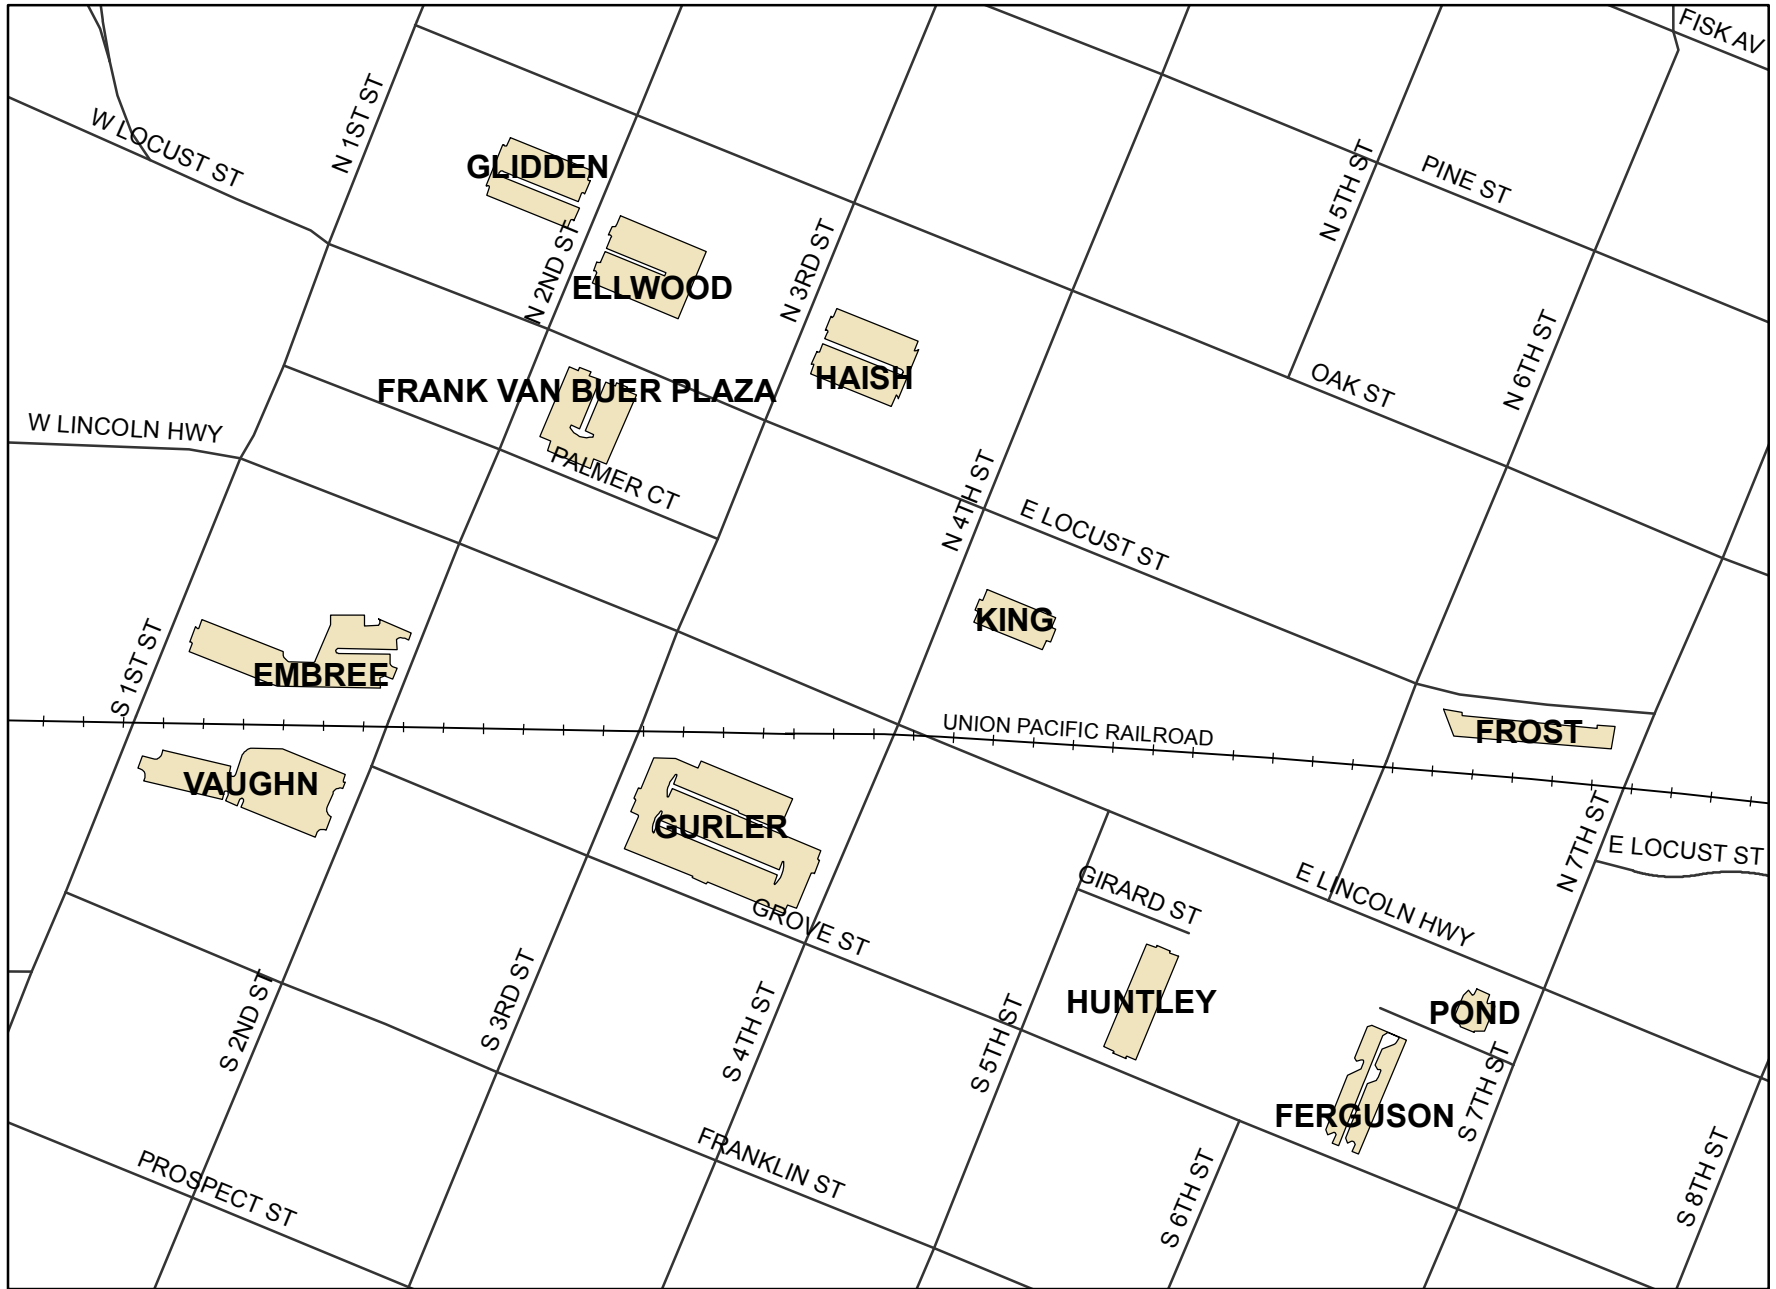 FISK AV
N 1ST ST
W LOCUST ST
GLIDDEN
N 5TH ST
PINE ST
N 2ND ST
ELLWOOD
N 3RD ST
HAISH
N 6TH ST
OAK ST
FRANK VAN BUER PLAZA
W LINCOLN HWY
PALMER CT
N 4TH ST
E LOCUST ST
KING
S 1ST ST
EMBREE
UNION PACIFIC RAILROAD
FROST
VAUGHN
GURLER
N 7TH ST
E LOCUST ST
GIRARD ST
E LINCOLN HWY
GROVE ST
HUNTLEY
POND
S 2ND ST
S 3RD ST
S 4TH ST
S 5TH ST
S 7TH ST
FERGUSON
FRANKLIN ST
PROSPECT ST
S 6TH ST
S 8TH ST